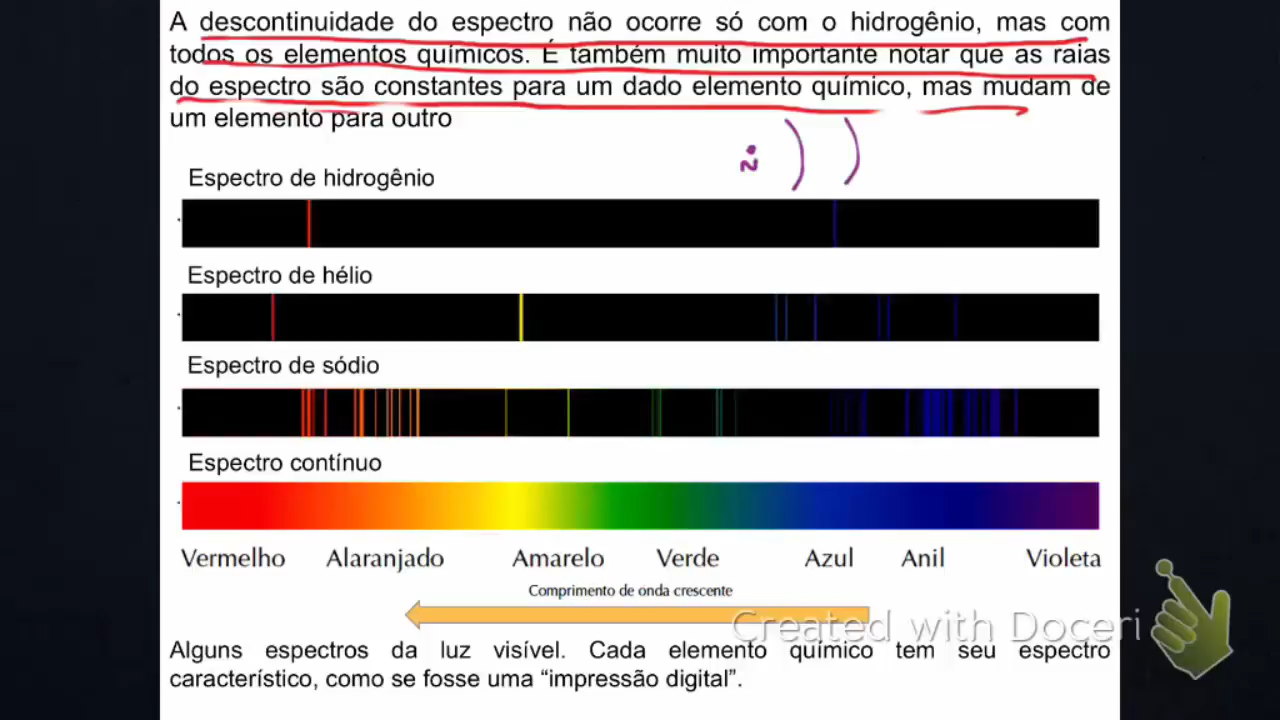 A descontinuidade do espectro não ocorre só com o hidrogênio, mas com
todos os elementos químicos. É também muito importante notar que as raias
do espectro são constantes para um dado elemento químico, mas mudam de
um elemento para outro
Espectro de hidrogênio
Espectro de hélio
Espectro de sódio
Espectro contínuo
Vermelho Alaranjado Amarelo Verde Azul Anil Violeta
Comprimento de onda crescente
Created with Doceri
Alguns espectros da luz visível. Cada elemento químico tem seu espectro
característico, como se fosse uma “impressão digital”.